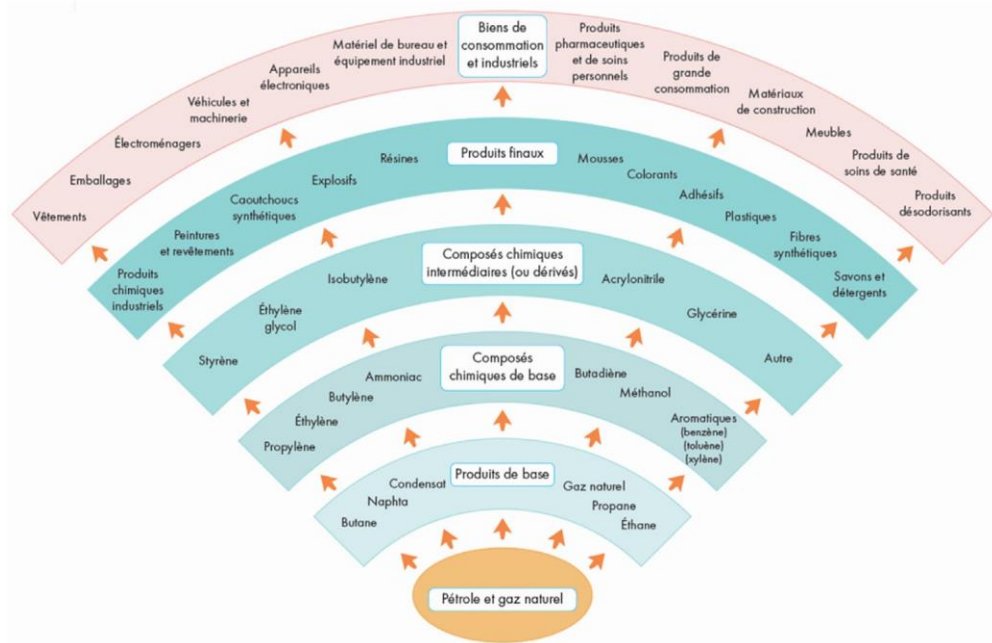 Biens de
consommation
et industriels
Vêtements
Emballages
Électroménagers
Véhicules et
machinerie
Appareils
électroniques
Matériel de bureau et
équipement industriel
Produits
pharmaceutiques
et de soins
personnels
Produits de
grande
consommation
Matériaux
de construction
Meubles
Produits de
soins de santé
Produits
désodorisants
Produits finaux
Produits
chimiques
industriels
Peintures
et revêtements
Caoutchoucs
synthétiques
Explosifs
Résines
Mousses
Colorants
Adhésifs
Plastiques
Fibres
synthétiques
Savons et
détergents
Composés chimiques
intermédiaires (ou dérivés)
Styrène
Éthylène
glycol
Isobutylène
Acrylonitrile
Glycérine
Autre
Composés
chimiques de base
Propylène
Éthylène
Butylène
Ammoniac
Butadiène
Méthanol
Aromatiques
(benzène)
(toluène)
(xylène)
Produits de base
Butane
Naphta
Condensat
Gaz naturel
Propane
Éthane
Pétrole et gaz naturel